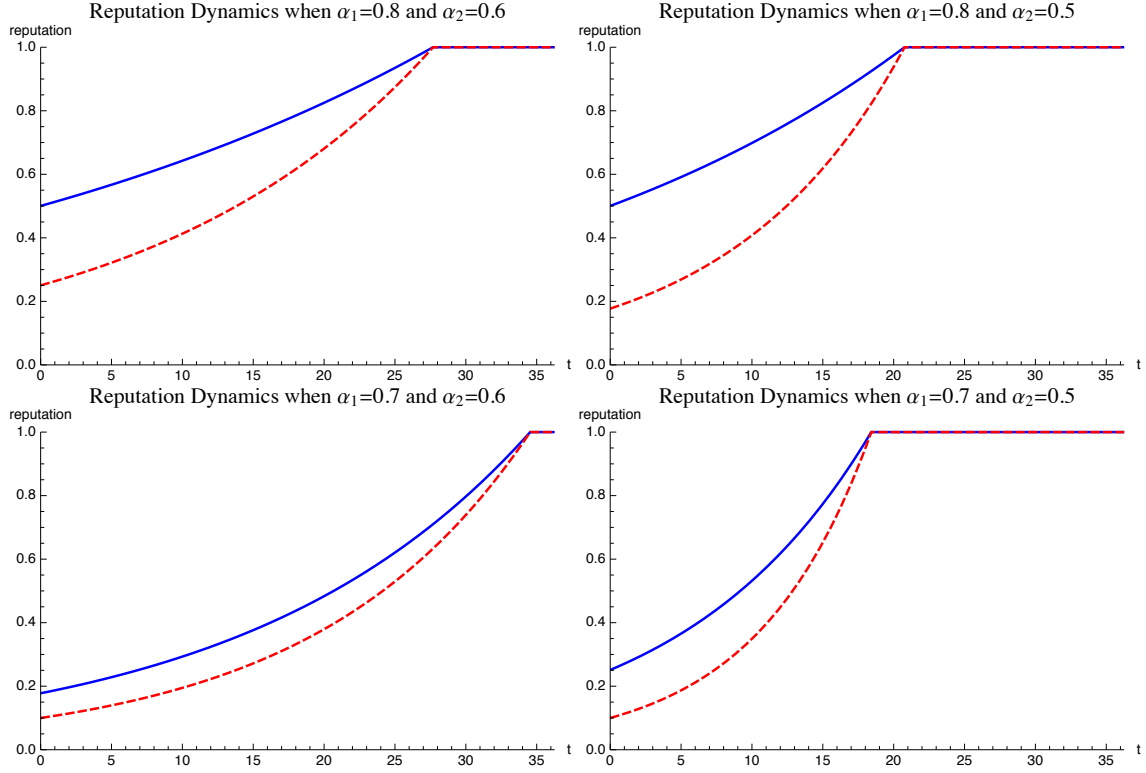 Reputation Dynamics when α1=0.8 and α2=0.6
reputation
1.0
0.8
0.6
0.4
0.2
0.0
0 5 10 15 20 25 30 35 t
Reputation Dynamics when α1=0.8 and α2=0.5
reputation
1.0
0.8
0.6
0.4
0.2
0.0
0 5 10 15 20 25 30 35 t
Reputation Dynamics when α1=0.7 and α2=0.6
reputation
1.0
0.8
0.6
0.4
0.2
0.0
0 5 10 15 20 25 30 35 t
Reputation Dynamics when α1=0.7 and α2=0.5
reputation
1.0
0.8
0.6
0.4
0.2
0.0
0 5 10 15 20 25 30 35 t